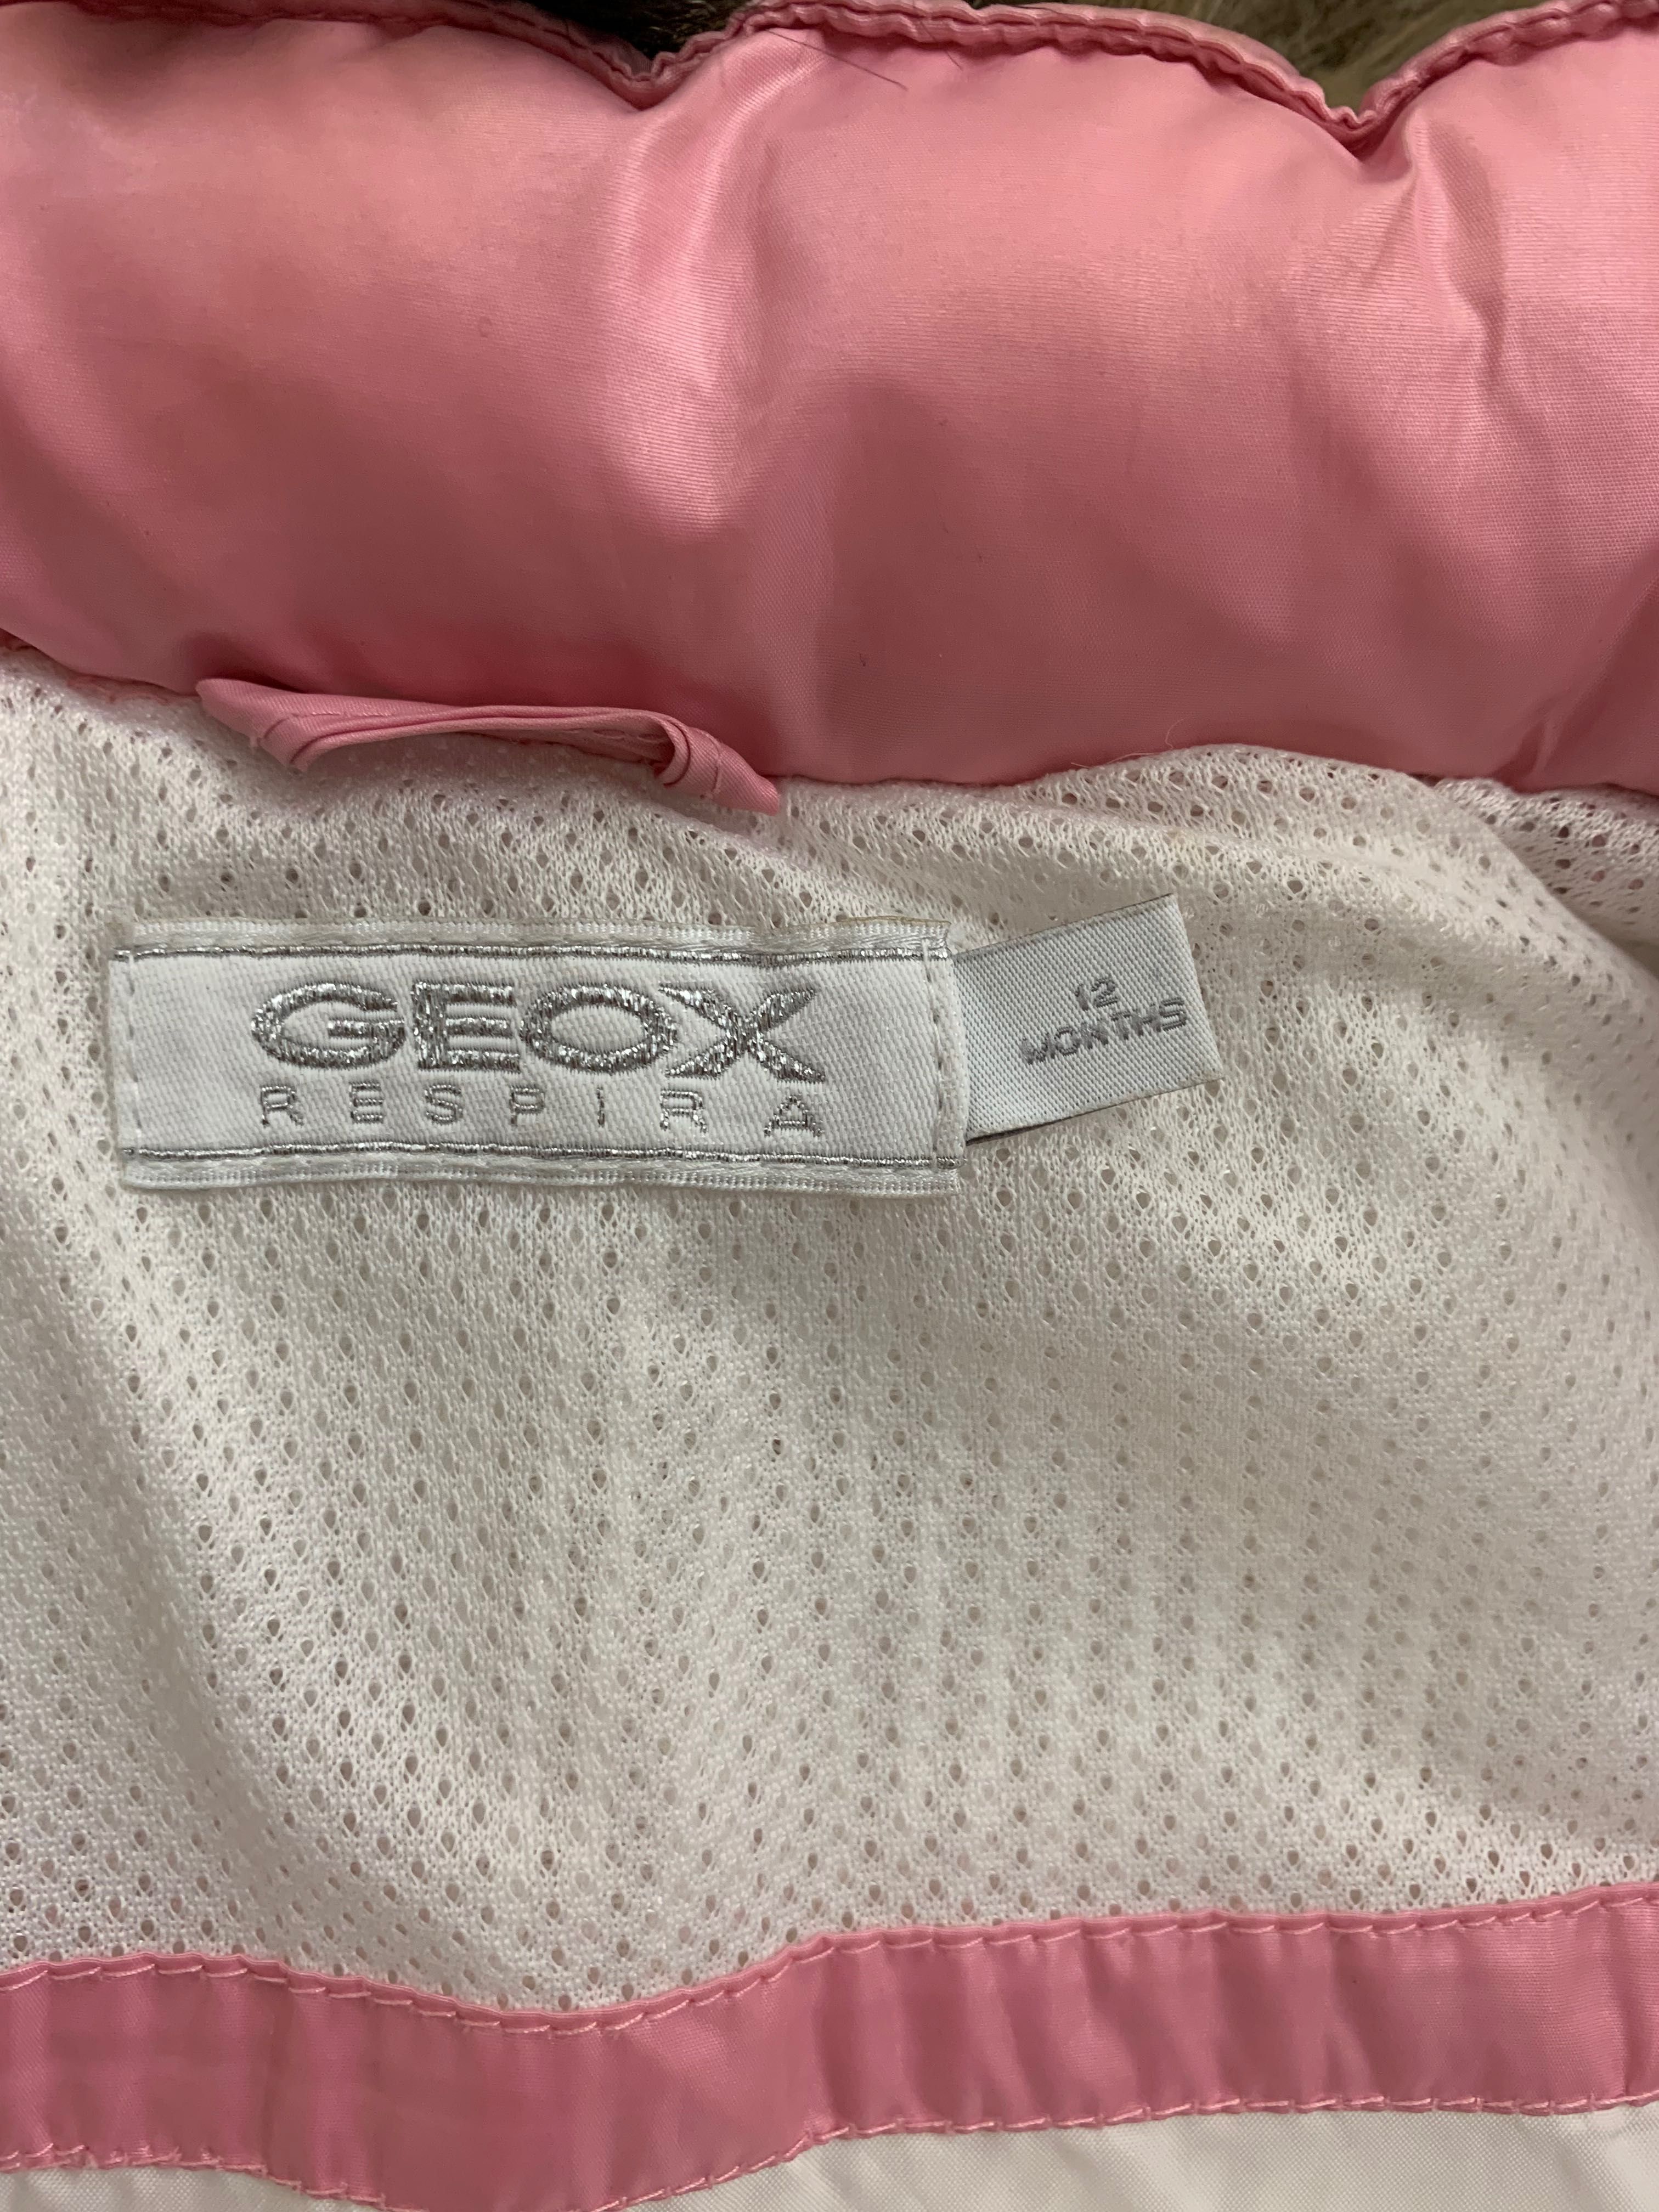 GEOX
RESPIRA
12
MONTHS